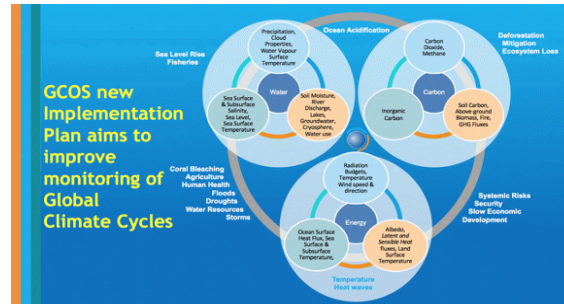 GCOS new
Implementation
Plan aims to
improve
monitoring of
Global
Climate Cycles
Sea Level Rise
Fisheries
Ocean Acidification
Deforestation
Mitigation
Ecosystem Loss
Precipitation,
Cloud
Properties,
Water Vapour
Surface
Temperature
Water
Sea Surface
& Subsurface
Salinity,
Sea Level,
Sea Surface
Temperature
Soil Moisture,
River
Discharge,
Lakes,
Groundwater,
Cryosphere,
Water use
Carbon
Dioxide,
Methane
Carbon
Inorganic
Carbon
Soil Carbon,
Above-ground
Biomass, Fire,
GHG Fluxes
Coral Bleaching
Agriculture
Human Health
Floods
Droughts
Water Resources
Storms
Radiation
Budgets,
Temperature
Wind speed &
direction
Energy
Ocean Surface
Heat Flux, Sea
Surface &
Subsurface
Temperature,
Albedo,
Latent and
Sensible Heat
fluxes, Land
Surface
Temperature
Systemic Risks
Security
Slow Economic
Development
Temperature
Heat waves